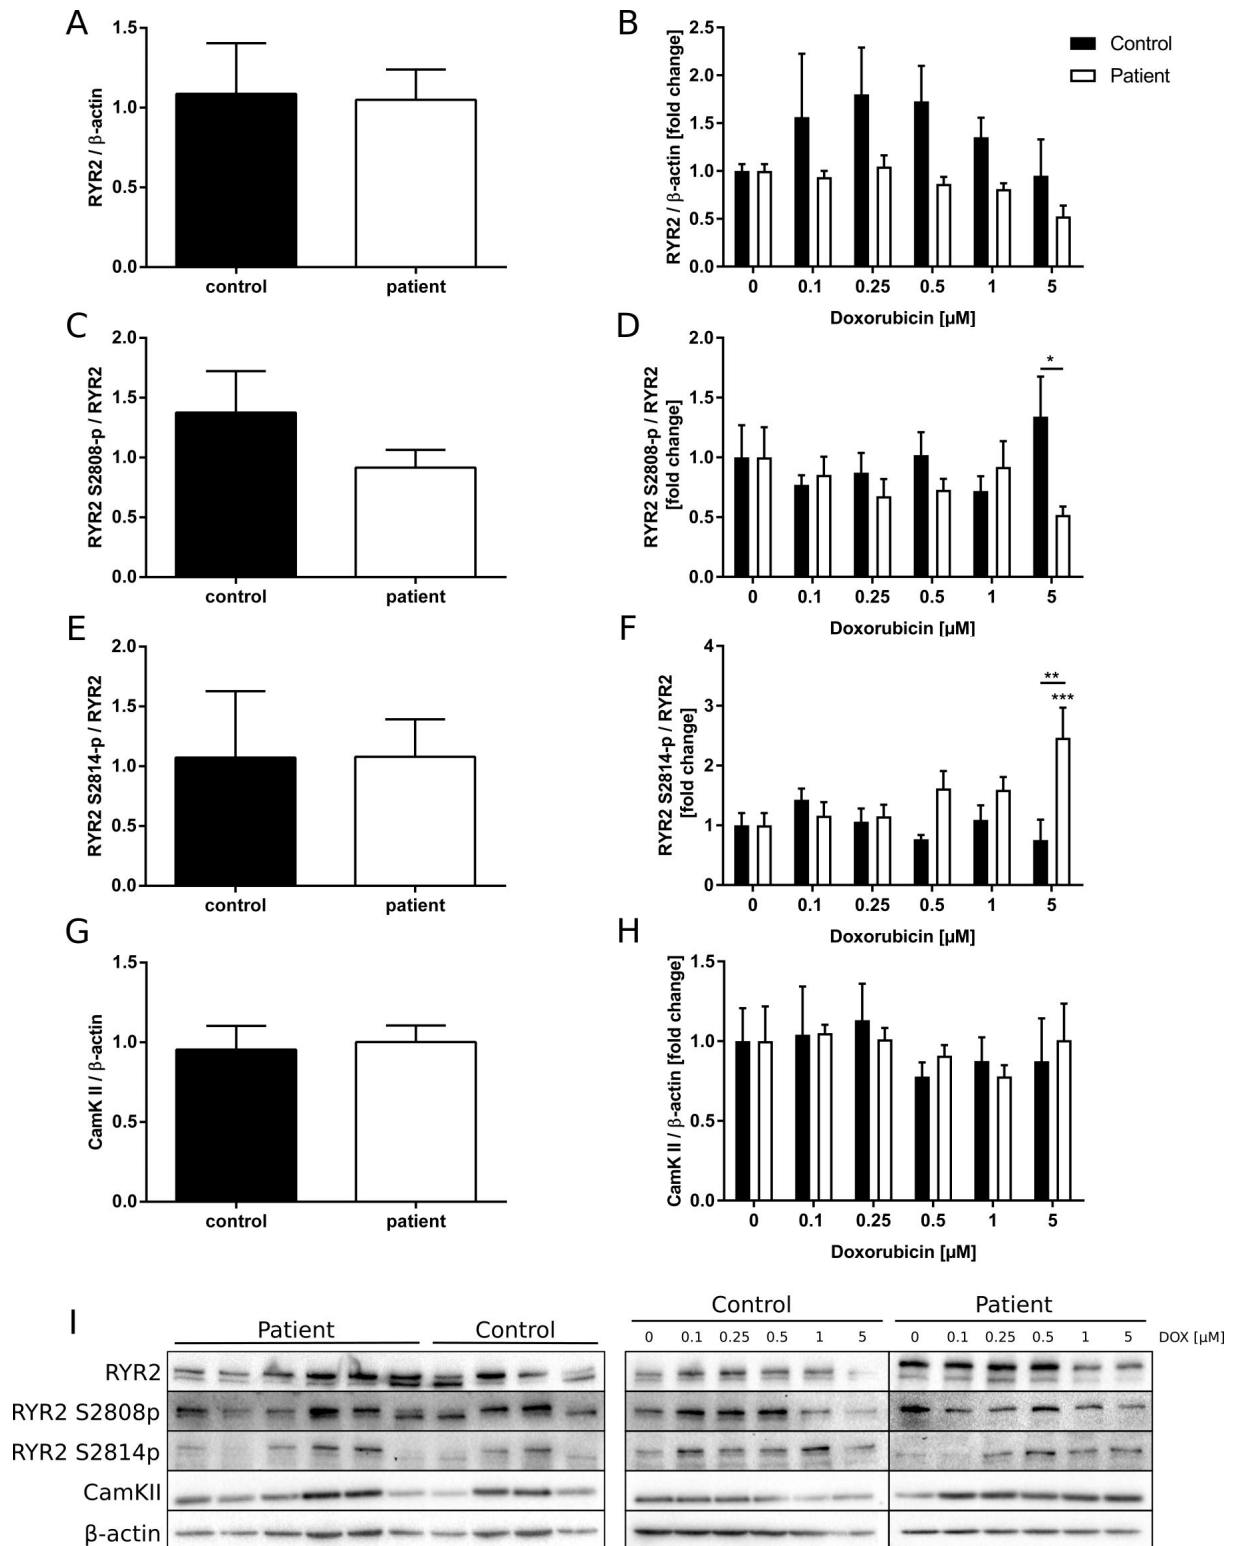 A
1.5
1.0
0.5
0.0
RYR2 / β-actin
control patient
B
2.5
2.0
1.5
1.0
0.5
0.0
RYR2 / β-actin [fold change]
0 0.1 0.25 0.5 1 5
Doxorubicin [µM]
Control
Patient
C
2.0
1.5
1.0
0.5
0.0
RYR2 S2808-p / RYR2
control patient
D
2.0
1.5
1.0
0.5
0.0
RYR2 S2808-p / RYR2
[fold change]
*
0 0.1 0.25 0.5 1 5
Doxorubicin [µM]
E
2.0
1.5
1.0
0.5
0.0
RYR2 S2814-p / RYR2
control patient
F
4
3
2
1
0
RYR2 S2814-p / RYR2
[fold change]
**
***
0 0.1 0.25 0.5 1 5
Doxorubicin [µM]
G
1.5
1.0
0.5
0.0
CamK II / β-actin
control patient
H
1.5
1.0
0.5
0.0
CamK II / β-actin [fold change]
0 0.1 0.25 0.5 1 5
Doxorubicin [µM]
I
Patient Control
Control Patient
0 0.1 0.25 0.5 1 5 0 0.1 0.25 0.5 1 5 DOX [µM]
RYR2
RYR2 S2808p
RYR2 S2814p
CamKII
β-actin